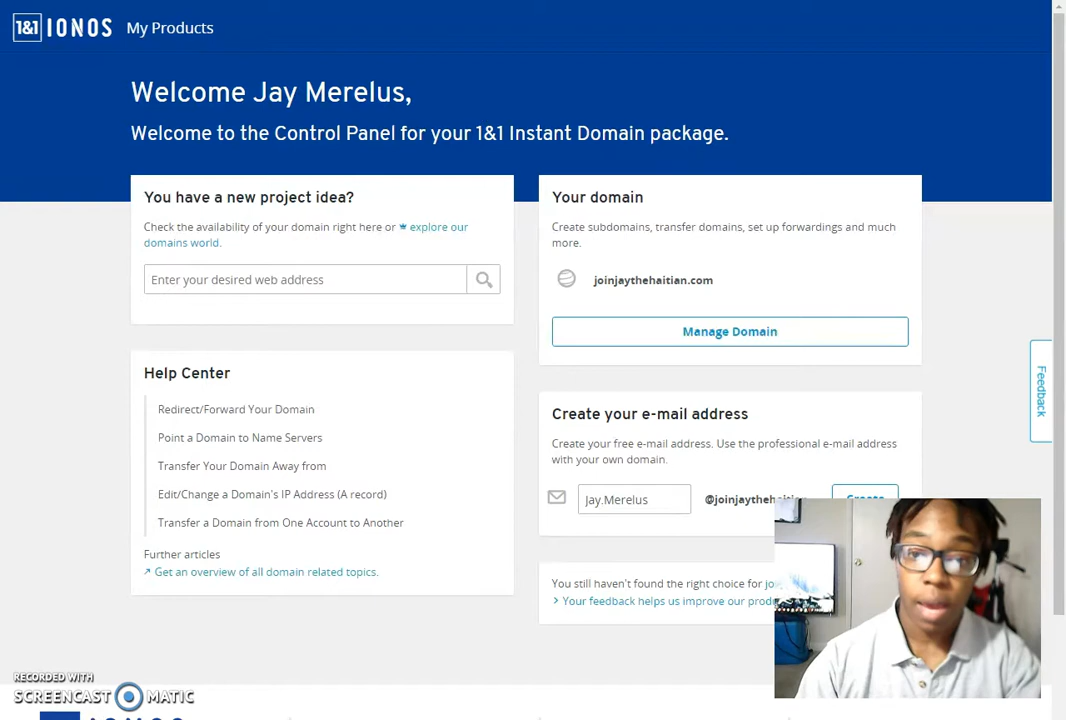 1&1 IONOS My Products
Welcome Jay Merelus,
Welcome to the Control Panel for your 1&1 Instant Domain package.
You have a new project idea?
Check the availability of your domain right here or explore our
domains world.
Enter your desired web address
Help Center
Redirect/Forward Your Domain
Point a Domain to Name Servers
Transfer Your Domain Away from
Edit/Change a Domain's IP Address (A record)
Transfer a Domain from One Account to Another
Further articles
Get an overview of all domain related topics.
Your domain
Create subdomains, transfer domains, set up forwardings and much
more.
joinjaythehaitian.com
Manage Domain
Create your e-mail address
Create your free e-mail address. Use the professional e-mail address
with your own domain.
Jay.Merelus
Create
You still haven't found the right choice for
Your feedback helps us improve our
Feedback
RECORDED WITH
SCREENCAST MATIC